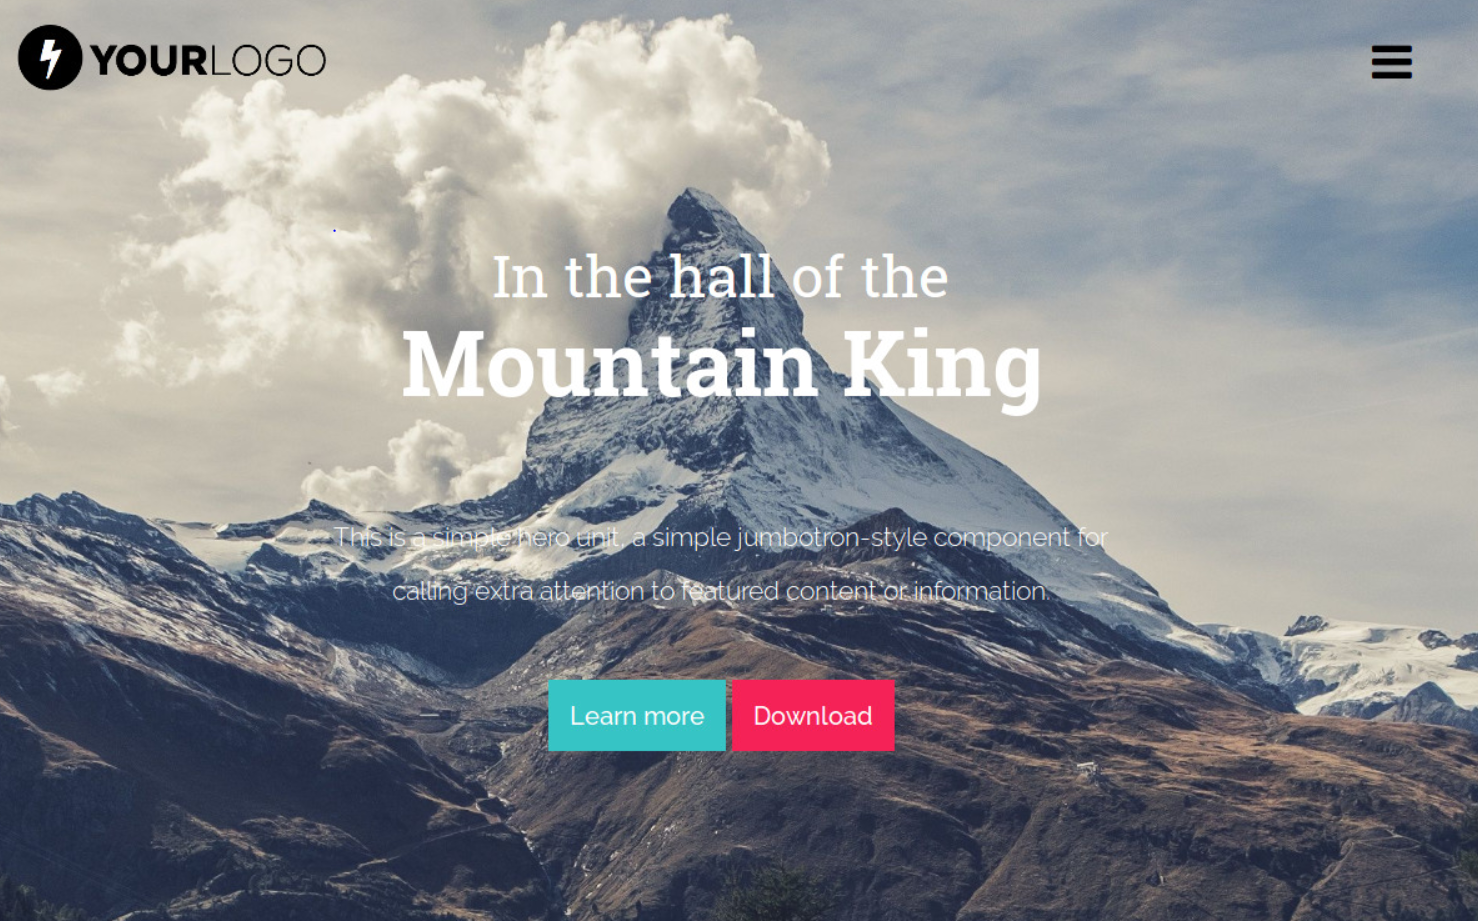 YOURLOGO
In the hall of the
Mountain King
This is a simple hero unit, a simple jumbotron-style component for
calling extra attention to featured content or information.
Learn more
Download